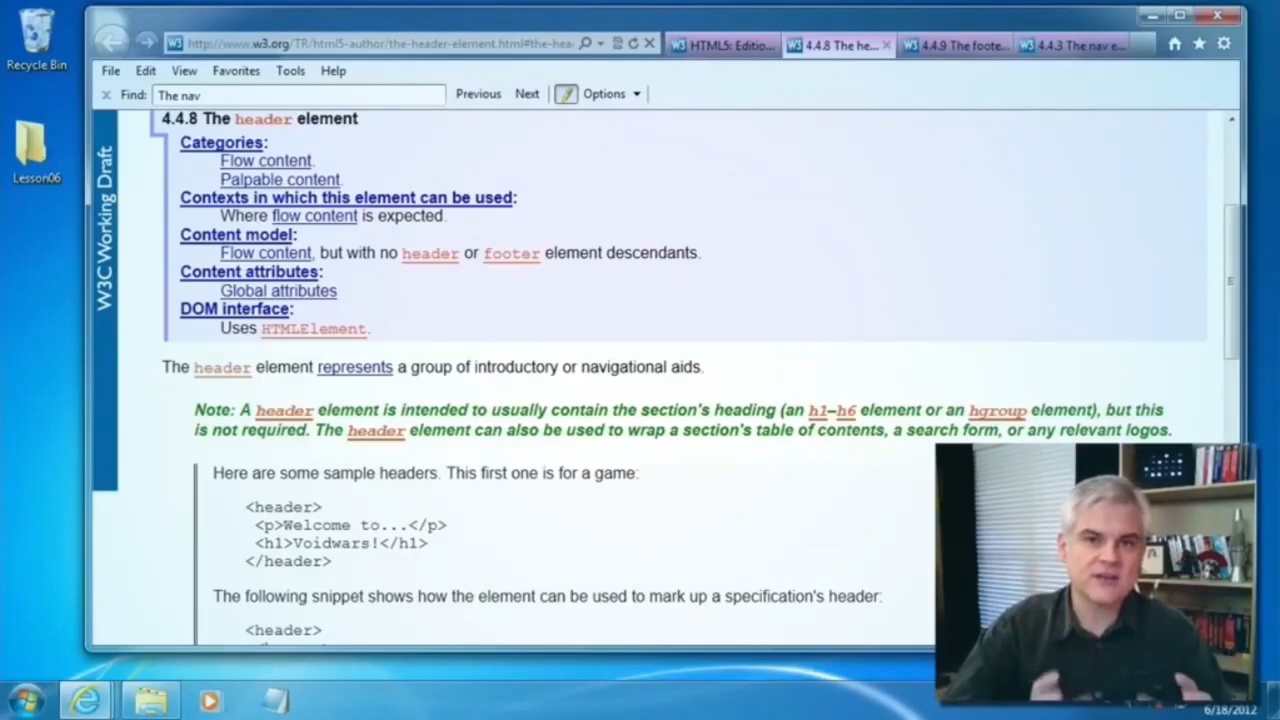 Recycle Bin
Lesson06
http://www.w3.org/TR/html5-author/the-header-element.html#the-hea
HTML5: Editio...
4.4.8 The he...
4.4.9 The foote...
4.4.3 The nav e...
File Edit View Favorites Tools Help
Find: The nav Previous Next Options
W3C Working Draft
4.4.8 The header element
Categories:
Flow content.
Palpable content.
Contexts in which this element can be used:
Where flow content is expected.
Content model:
Flow content, but with no header or footer element descendants.
Content attributes:
Global attributes
DOM interface:
Uses HTMLElement.
The header element represents a group of introductory or navigational aids.
Note: A header element is intended to usually contain the section's heading (an h1–h6 element or an hgroup element), but this
is not required. The header element can also be used to wrap a section's table of contents, a search form, or any relevant logos.
Here are some sample headers. This first one is for a game:
<header>
<p>Welcome to...</p>
<h1>Voidwars!</h1>
</header>
The following snippet shows how the element can be used to mark up a specification's header:
<header>
6/18/2012